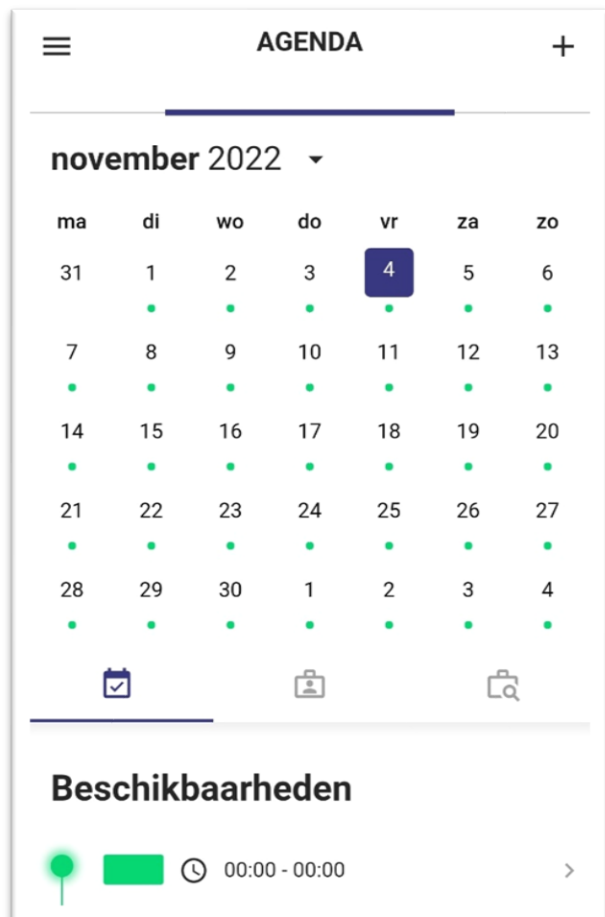 AGENDA
november 2022
ma di wo do vr za zo
31 1 2 3 4 5 6
7 8 9 10 11 12 13
14 15 16 17 18 19 20
21 22 23 24 25 26 27
28 29 30 1 2 3 4
Beschikbaarheden
00:00 - 00:00